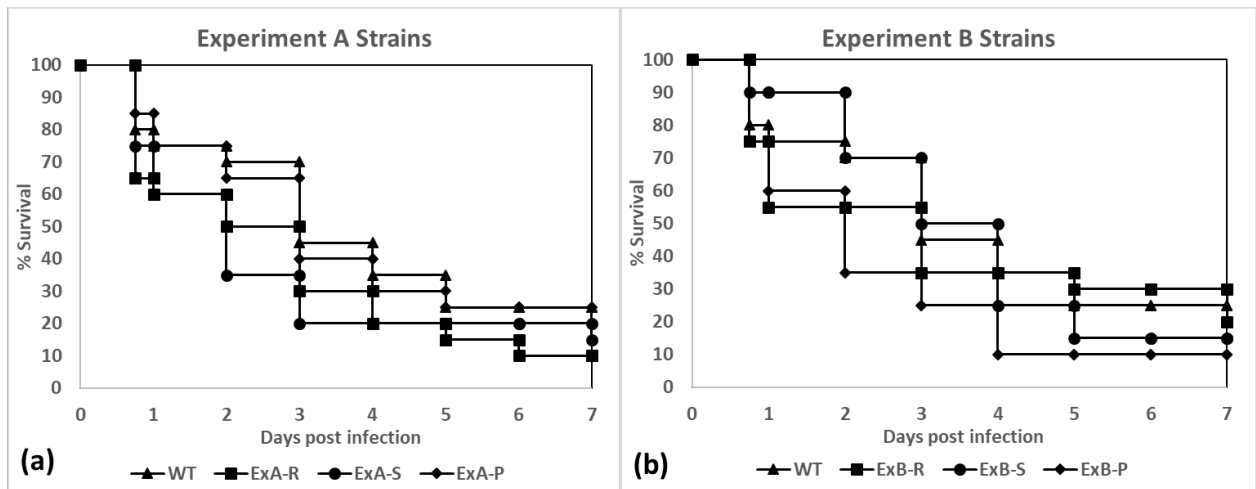 Experiment A Strains
100
90
80
70
60
50
40
30
20
10
0
% Survival
0 1 2 3 4 5 6 7
Days post infection
(a)
WT ExA-R ExA-S ExA-P
Experiment B Strains
100
90
80
70
60
50
40
30
20
10
0
% Survival
0 1 2 3 4 5 6 7
Days post infection
(b)
WT ExB-R ExB-S ExB-P